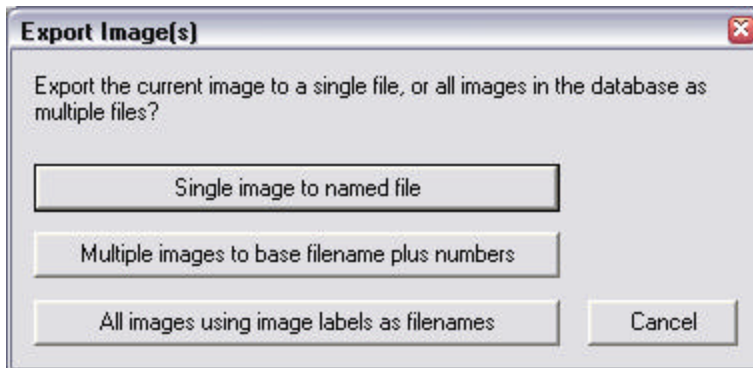 Export Image(s)
Export the current image to a single file, or all images in the database as
multiple files?
Single image to named file
Multiple images to base filename plus numbers
All images using image labels as filenames
Cancel